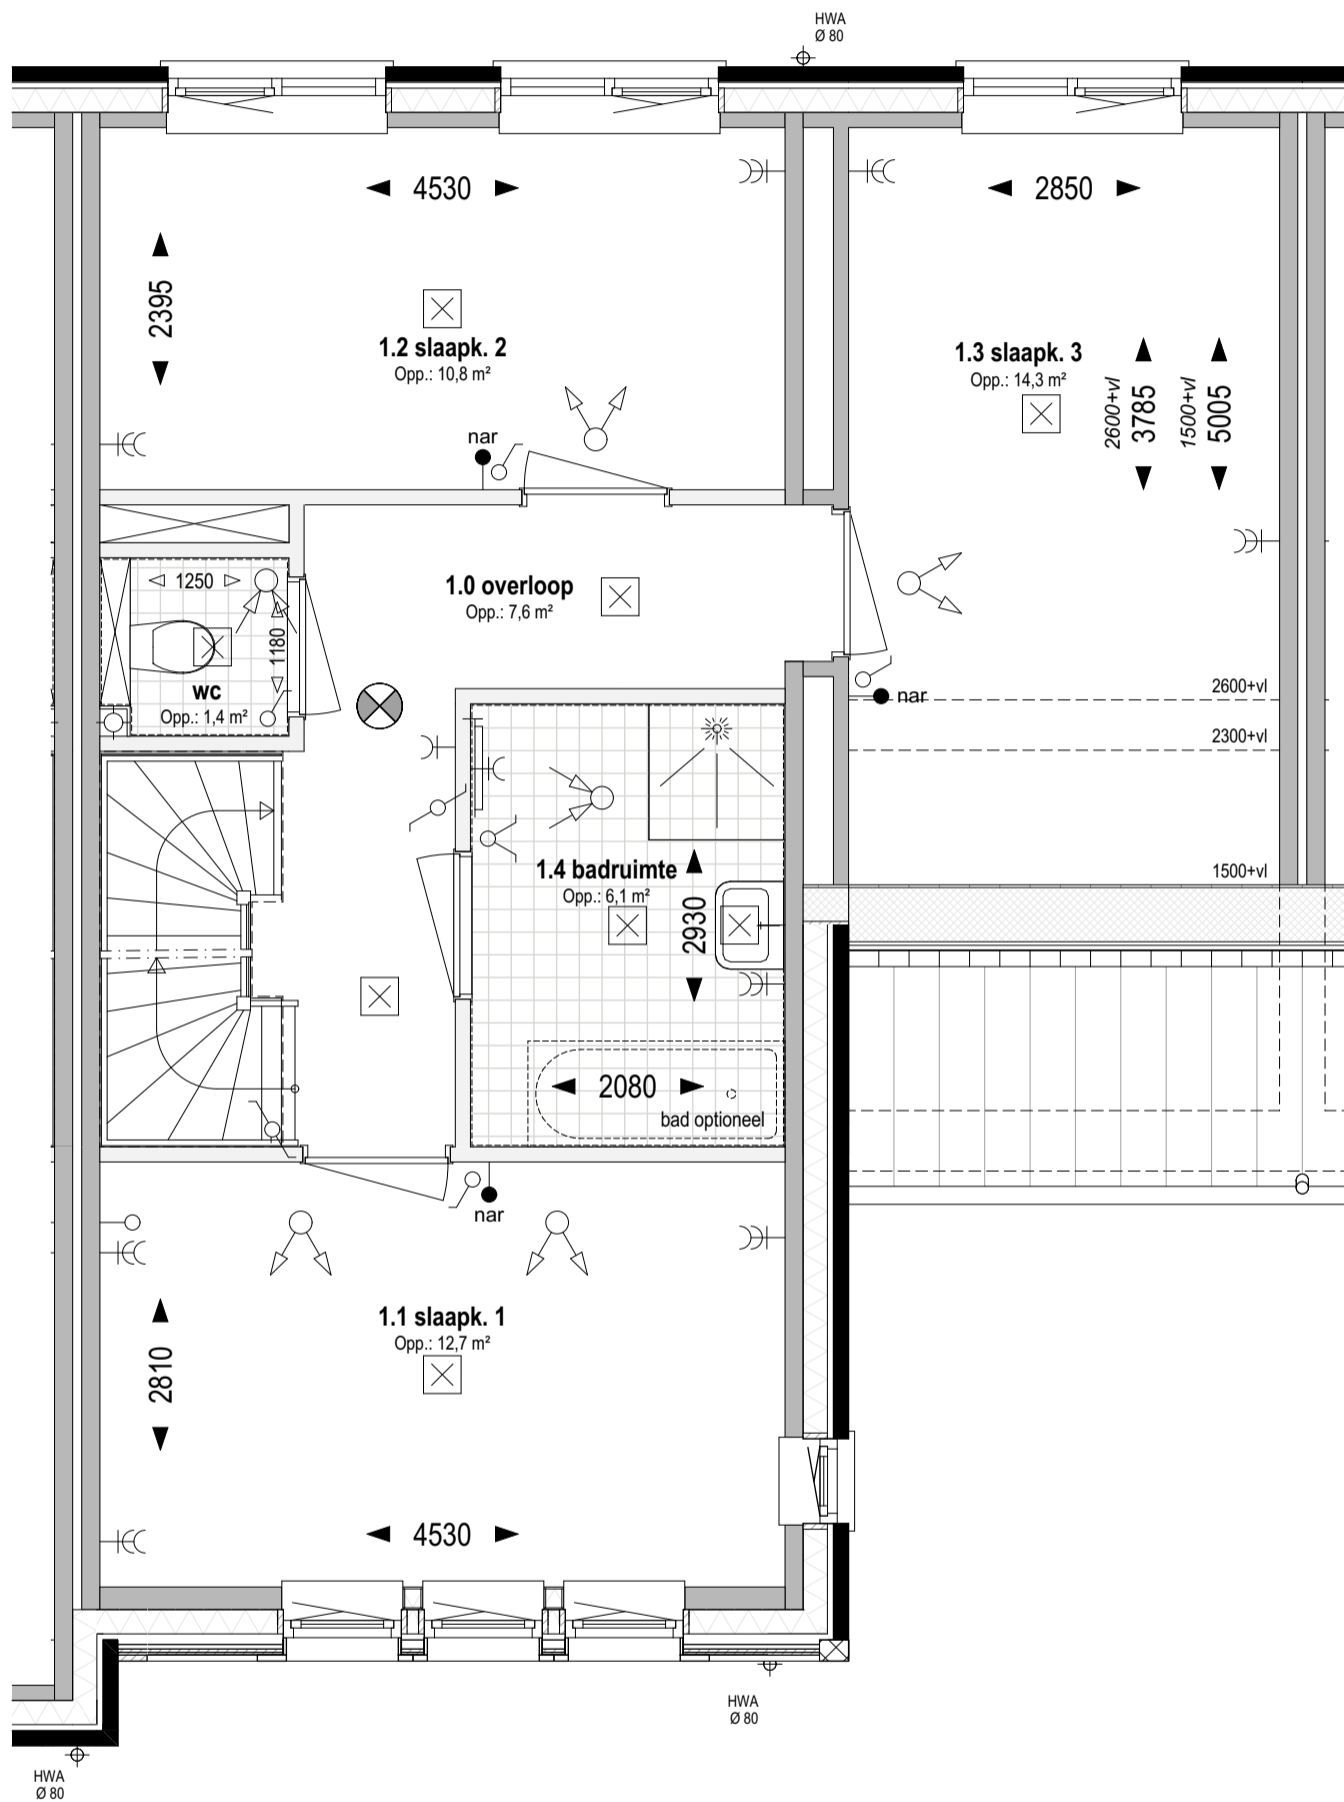 HWA
Ø 80
4530
2850
2395
1.2 slaapk. 2
Opp.: 10,8 m²
1.3 slaapk. 3
Opp.: 14,3 m²
2600+vl
3785
1500+vl
5005
nar
1.0 overloop
Opp.: 7,6 m²
1250
1180
wc
Opp.: 1,4 m²
nar
2600+vl
2300+vl
1.4 badruimte
Opp.: 6,1 m²
2930
1500+vl
2080
bad optioneel
nar
1.1 slaapk. 1
Opp.: 12,7 m²
2810
4530
HWA
Ø 80
HWA
Ø 80